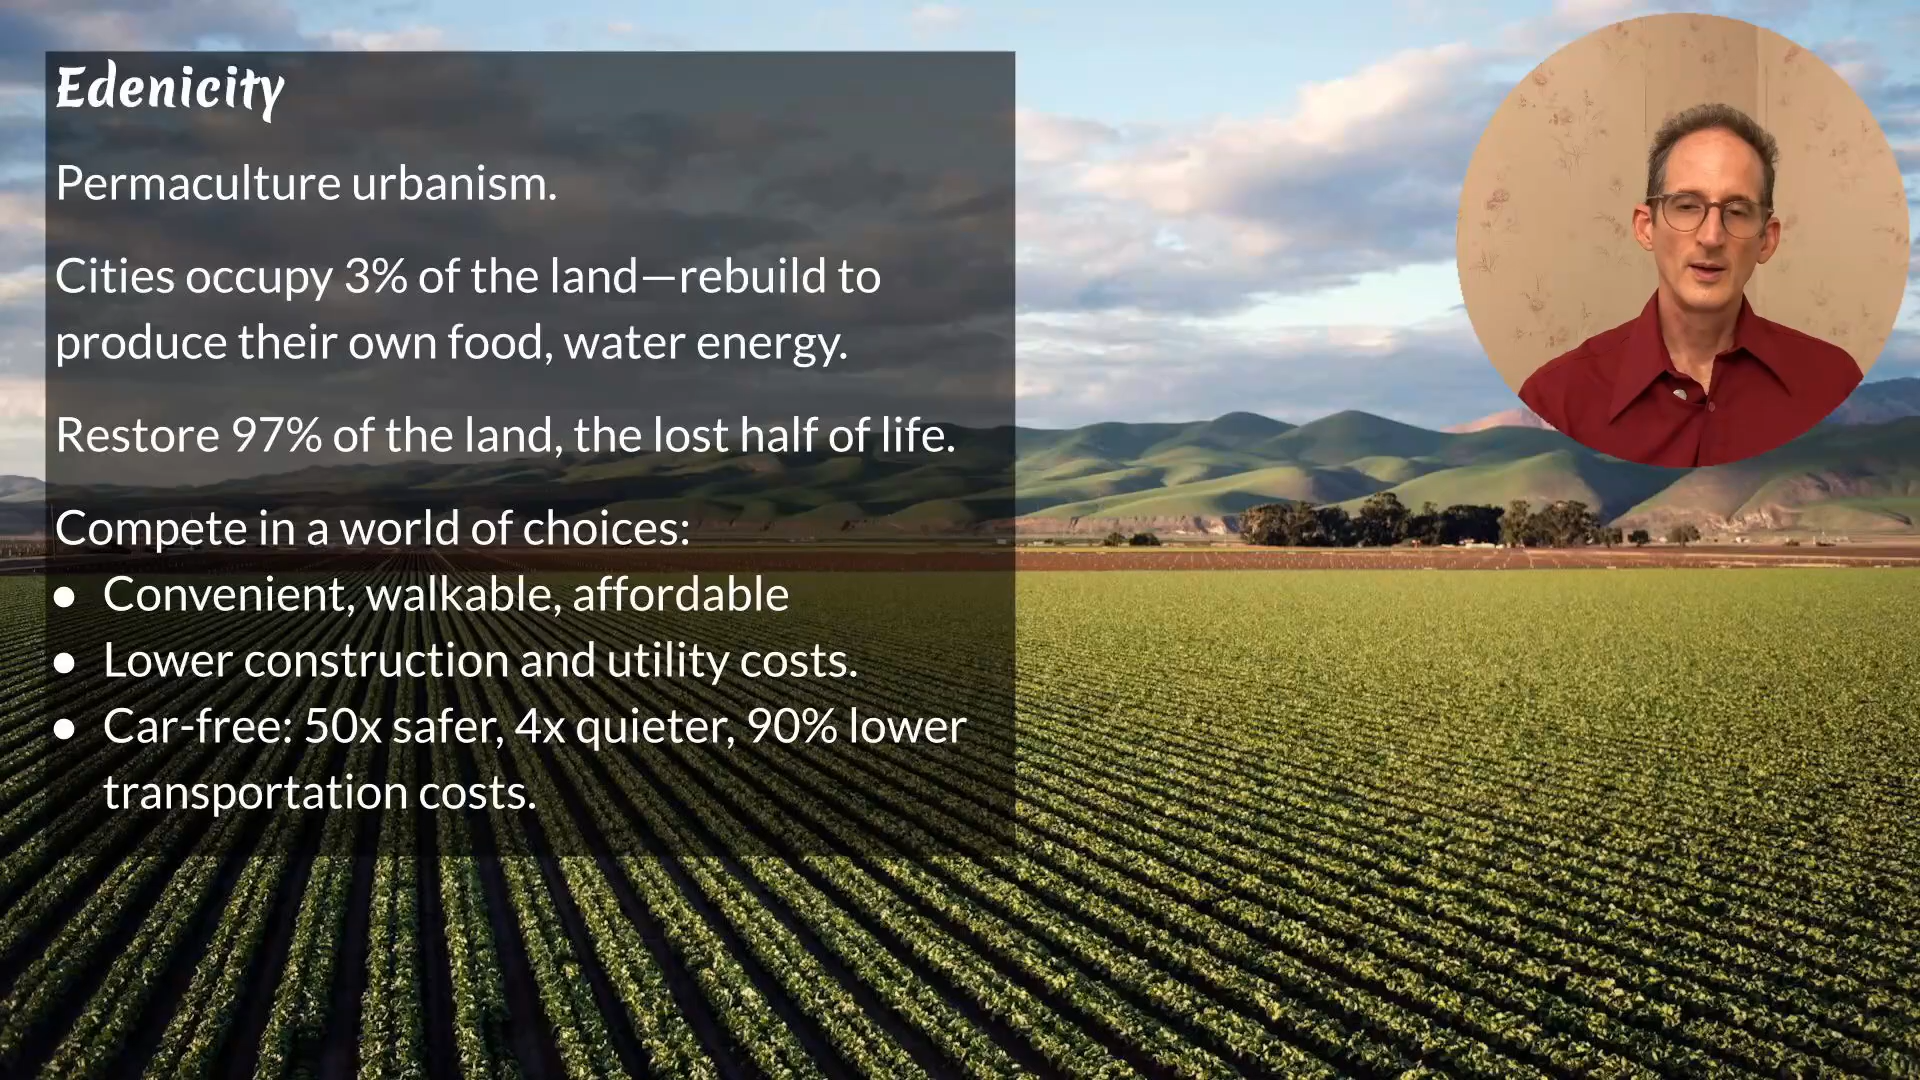 Edenicity
Permaculture urbanism.
Cities occupy 3% of the land—rebuild to
produce their own food, water energy.
Restore 97% of the land, the lost half of life.
Compete in a world of choices:
● Convenient, walkable, affordable
● Lower construction and utility costs.
● Car-free: 50x safer, 4x quieter, 90% lower
transportation costs.